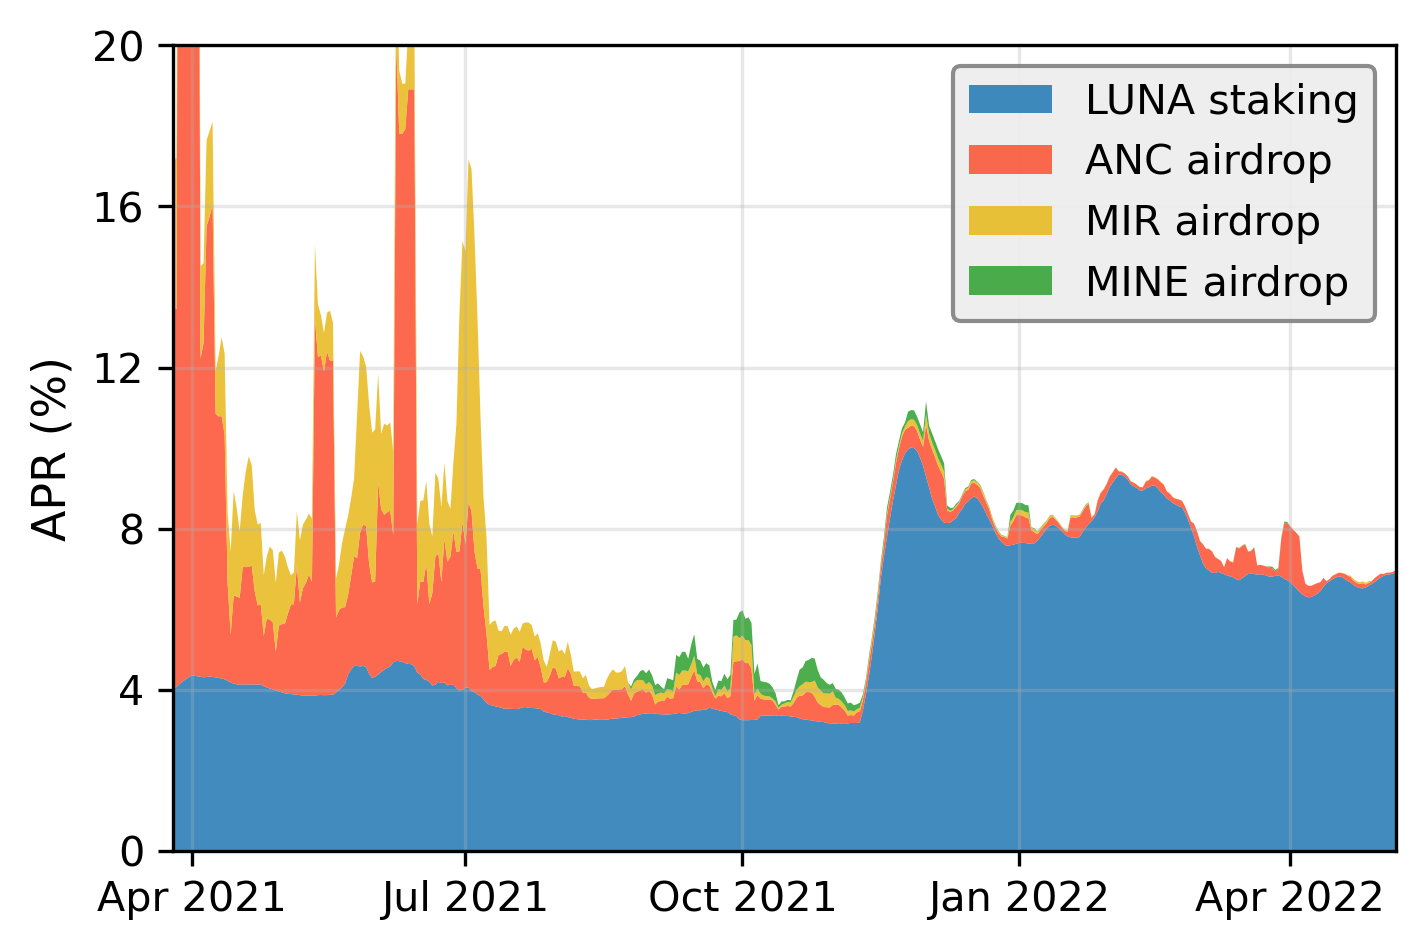 APR (%)
20
16
12
8
4
0
Apr 2021
Jul 2021
Oct 2021
Jan 2022
Apr 2022
LUNA staking
ANC airdrop
MIR airdrop
MINE airdrop